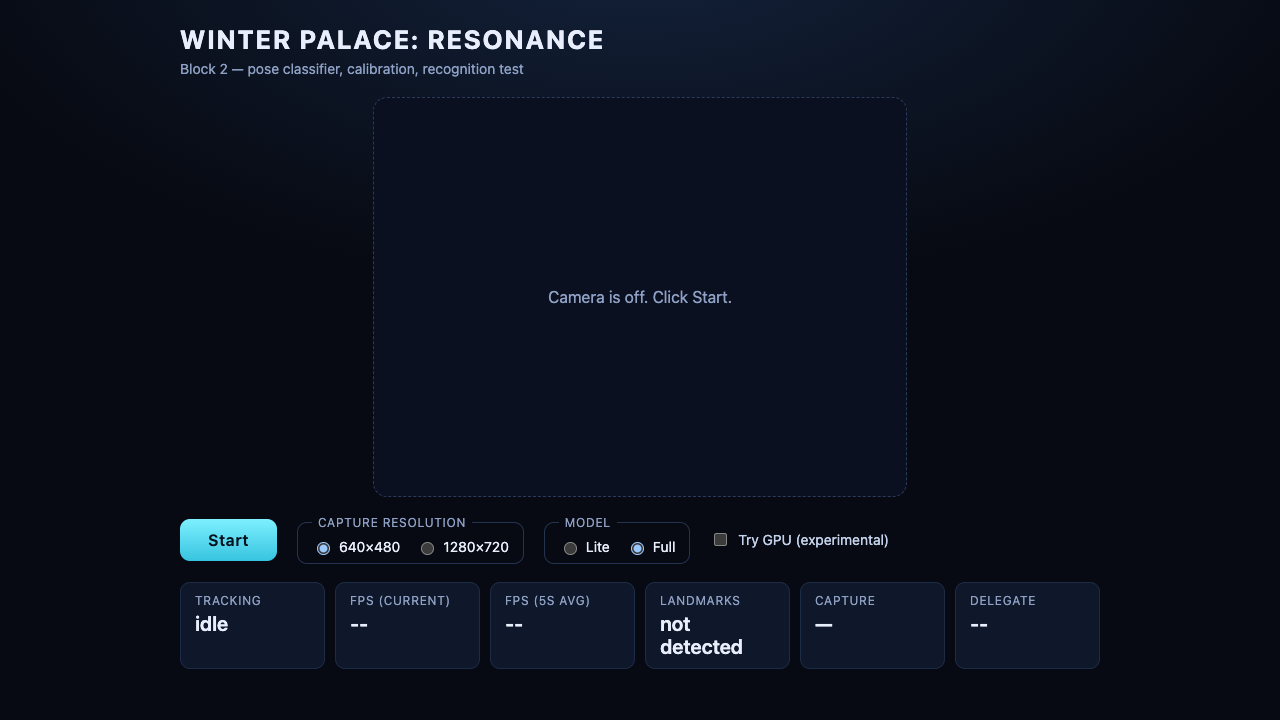 WINTER PALACE: RESONANCE
Block 2 — pose classifier, calibration, recognition test
Camera is off. Click Start.
Start
CAPTURE RESOLUTION
640×480
1280×720
MODEL
Lite
Full
Try GPU (experimental)
TRACKING
idle
FPS (CURRENT)
--
FPS (5S AVG)
--
LANDMARKS
not
detected
CAPTURE
—
DELEGATE
--